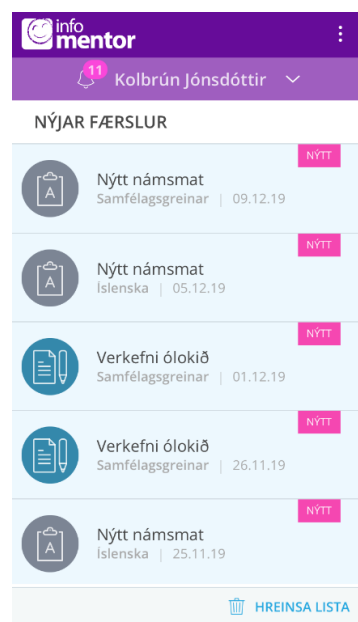 info
mentor
11
Kolbrún Jónsdóttir
NÝJAR FÆRSLUR
NÝTT
A
Nýtt námsmat
Samfélagsgreinar | 09.12.19
NÝTT
A
Nýtt námsmat
Íslenska | 05.12.19
NÝTT
Verkefni ólokið
Samfélagsgreinar | 01.12.19
NÝTT
Verkefni ólokið
Samfélagsgreinar | 26.11.19
NÝTT
A
Nýtt námsmat
Íslenska | 25.11.19
HREINSA LISTA